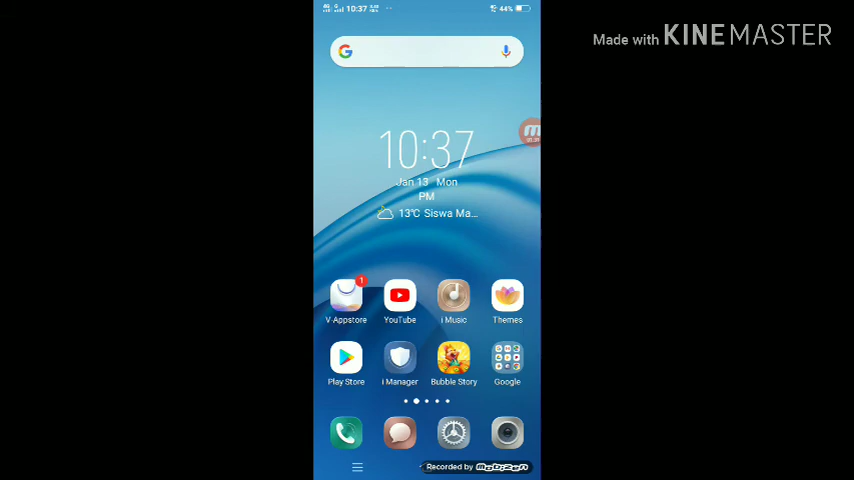 10:37
44%
Made with KINEMASTER
10:37
Jan 13 Mon
PM
13°C Siswa Ma...
1
V-Appstore YouTube i Music Themes
Play Store i Manager Bubble Story Google
Recorded by Mobizen